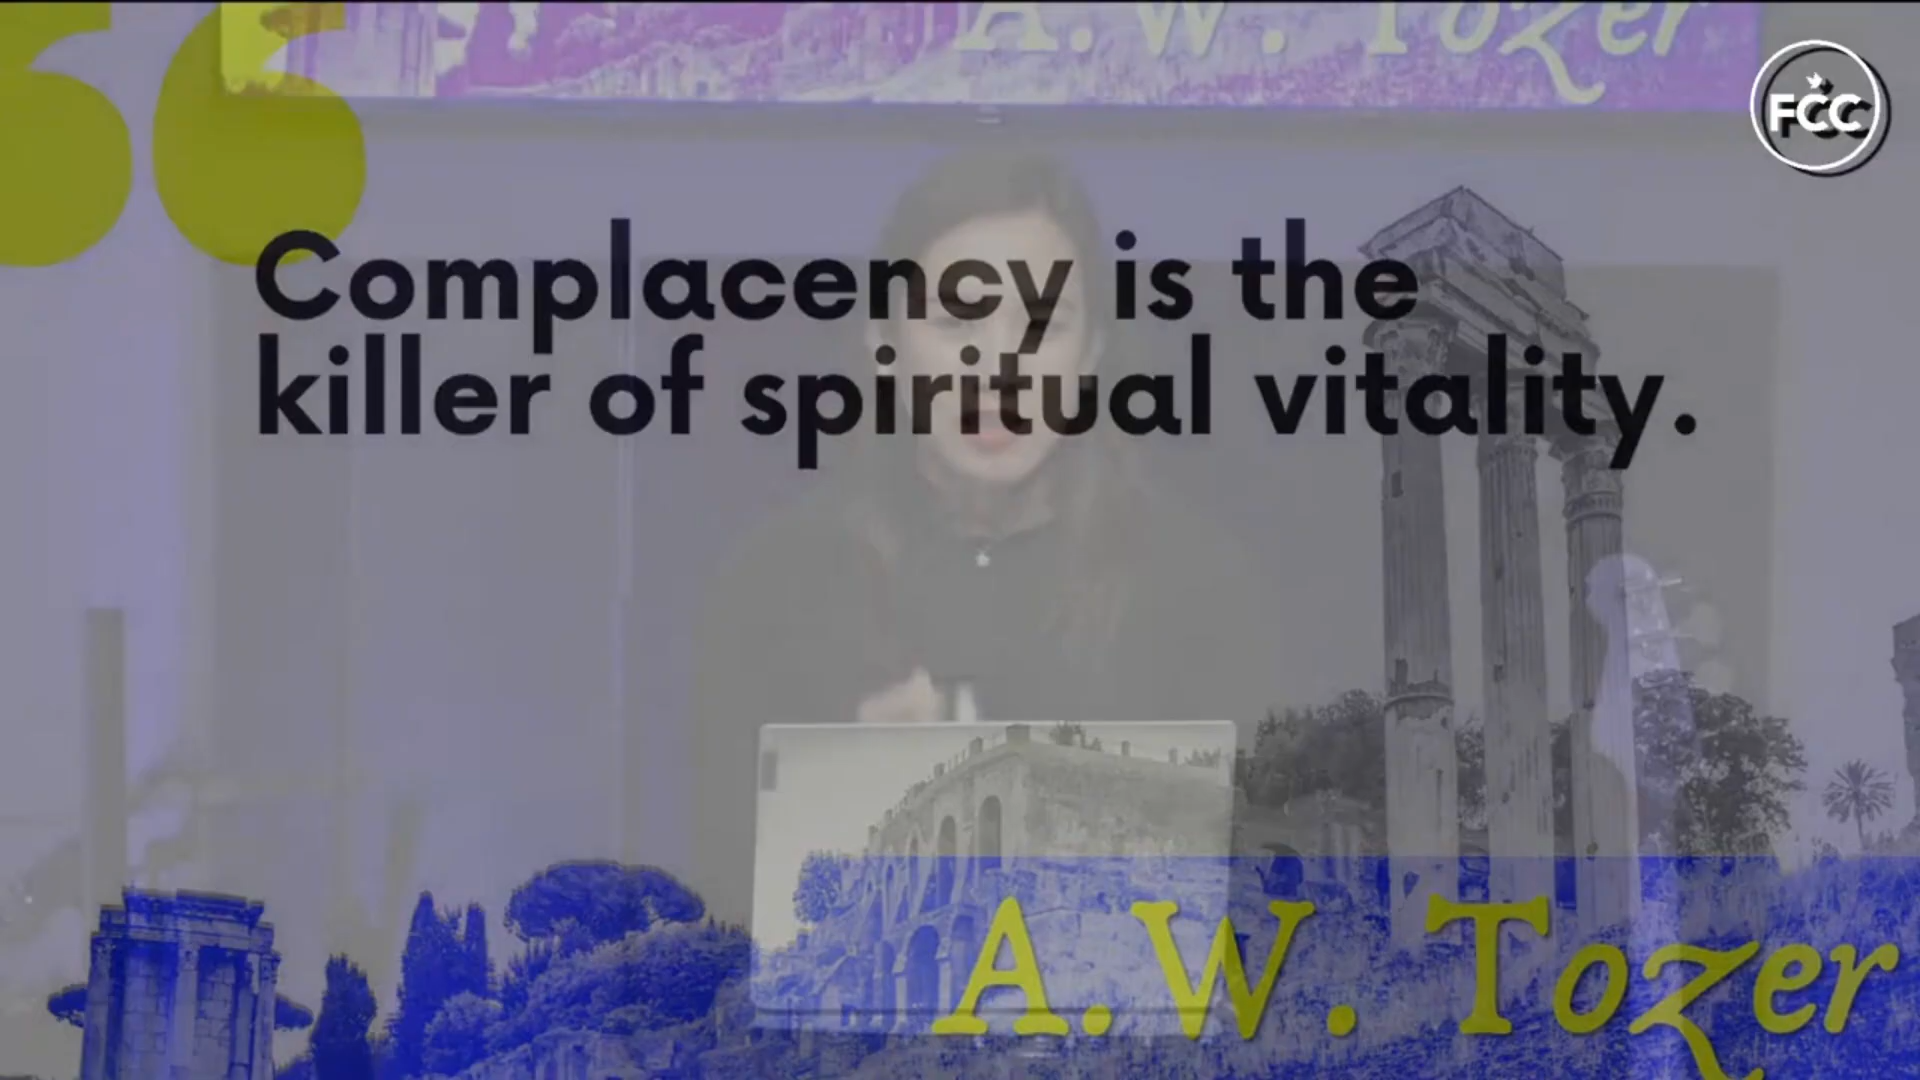 A.W. Tozer
FCC
Complacency is the
killer of spiritual vitality.
A.W. Tozer